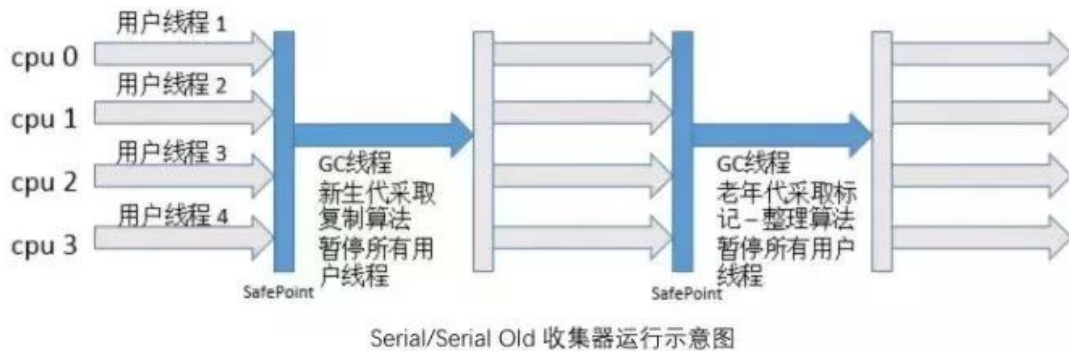 用户线程 1
cpu 0
用户线程 2
cpu 1
用户线程 3
cpu 2
用户线程 4
cpu 3
SafePoint
GC线程
新生代采取
复制算法
暂停所有用
户线程
SafePoint
GC线程
老年代采取标
记－整理算法
暂停所有用户
线程
Serial/Serial Old 收集器运行示意图